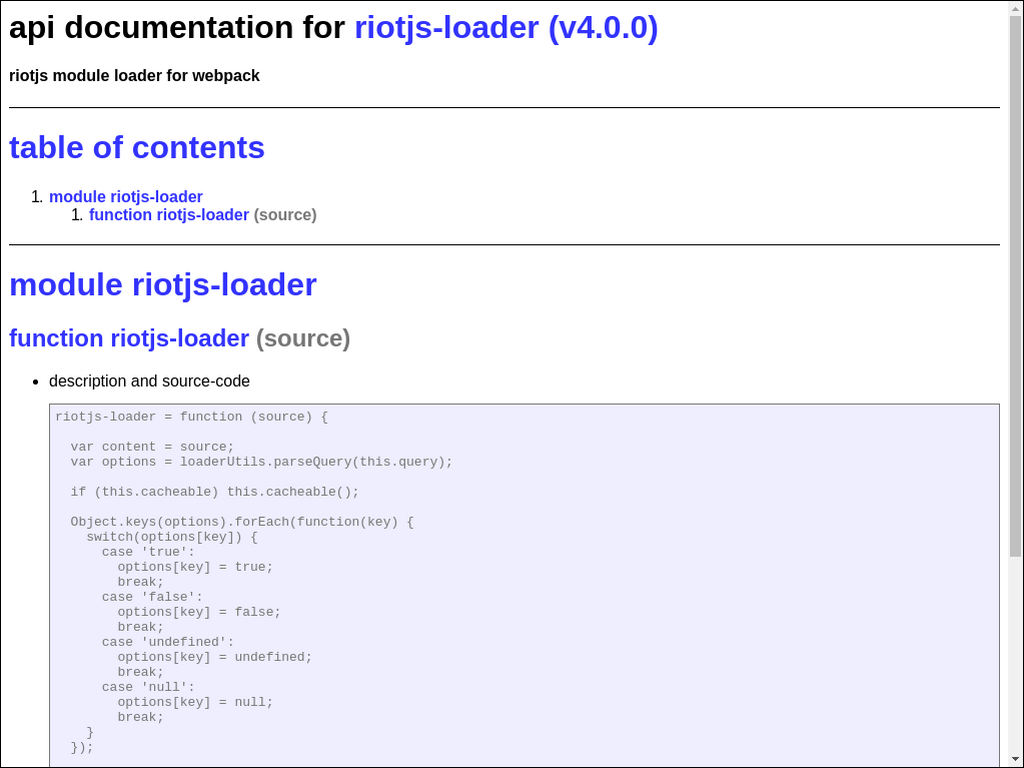 api documentation for riotjs-loader (v4.0.0)
riotjs module loader for webpack
table of contents
1. module riotjs-loader
1. function riotjs-loader (source)
module riotjs-loader
function riotjs-loader (source)
• description and source-code
riotjs-loader = function (source) {
  var content = source;
  var options = loaderUtils.parseQuery(this.query);
  if (this.cacheable) this.cacheable();
  Object.keys(options).forEach(function(key) {
    switch(options[key]) {
      case 'true':
        options[key] = true;
        break;
      case 'false':
        options[key] = false;
        break;
      case 'undefined':
        options[key] = undefined;
        break;
      case 'null':
        options[key] = null;
        break;
    }
  });